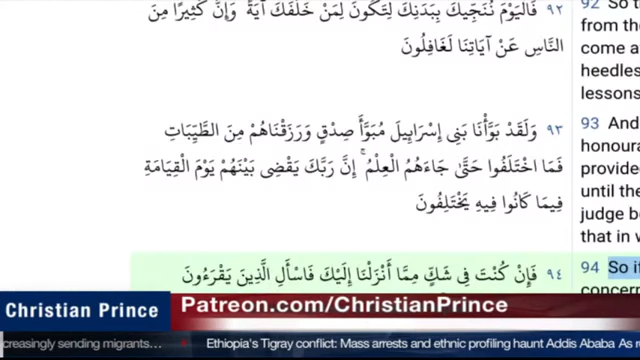 ٩٢ فَالْيَوْمَ نُنَجِّيكَ بِبَدَنِكَ لِتَكُونَ لِمَنْ خَلْفَكَ آيَةً ۚ وَإِنَّ كَثِيرًا مِنَ
النَّاسِ عَنْ آيَاتِنَا لَغَافِلُونَ
٩٣ وَلَقَدْ بَوَّأْنَا بَنِي إِسْرَائِيلَ مُبَوَّأَ صِدْقٍ وَرَزَقْنَاهُمْ مِنَ الطَّيِّبَاتِ
فَمَا اخْتَلَفُوا حَتَّى جَاءَهُمُ الْعِلْمُ ۚ إِنَّ رَبَّكَ يَقْضِي بَيْنَهُمْ يَوْمَ الْقِيَامَةِ
فِيمَا كَانُوا فِيهِ يَخْتَلِفُونَ
٩٤ فَإِنْ كُنْتَ فِي شَكٍّ مِمَّا أَنْزَلْنَا إِلَيْكَ فَاسْأَلِ الَّذِينَ يَقْرَءُونَ
92 So t
from the
come a
heedles
lessons
93 And
honoura
provided
until the
judge b
that in w
94 So if
concern
Christian Prince
Patreon.com/ChristianPrince
creasingly sending migrants...
Ethiopia's Tigray conflict: Mass arrests and ethnic profiling haunt Addis Ababa As m